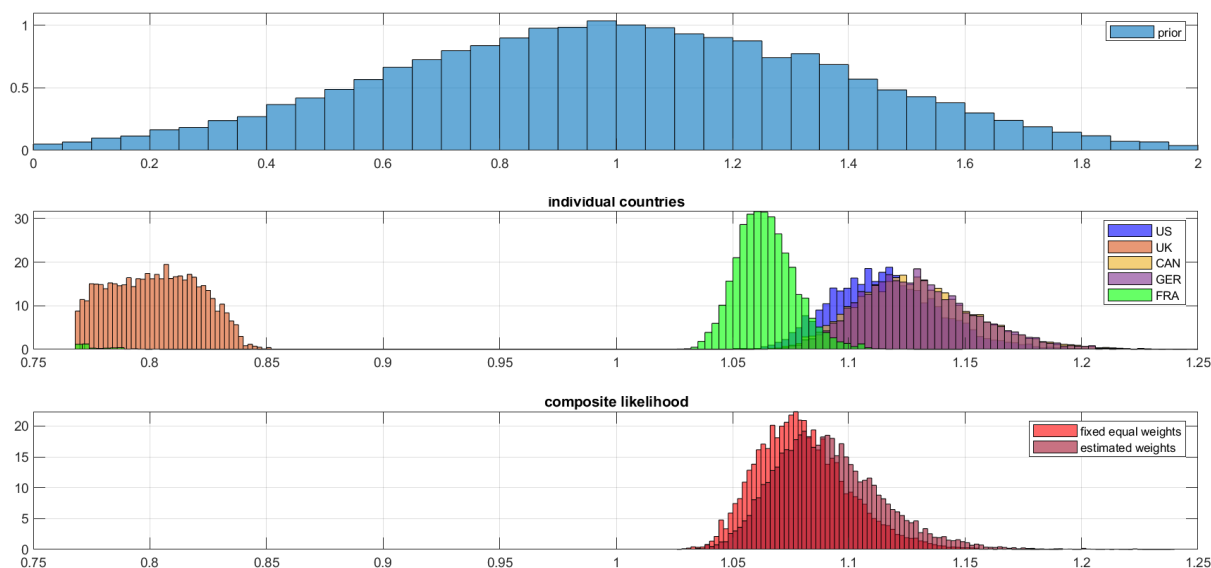 1
0.5
0
prior
0 0.2 0.4 0.6 0.8 1 1.2 1.4 1.6 1.8 2
individual countries
30
20
10
0
US
UK
CAN
GER
FRA
0.75 0.8 0.85 0.9 0.95 1 1.05 1.1 1.15 1.2 1.25
composite likelihood
20
15
10
5
0
fixed equal weights
estimated weights
0.75 0.8 0.85 0.9 0.95 1 1.05 1.1 1.15 1.2 1.25